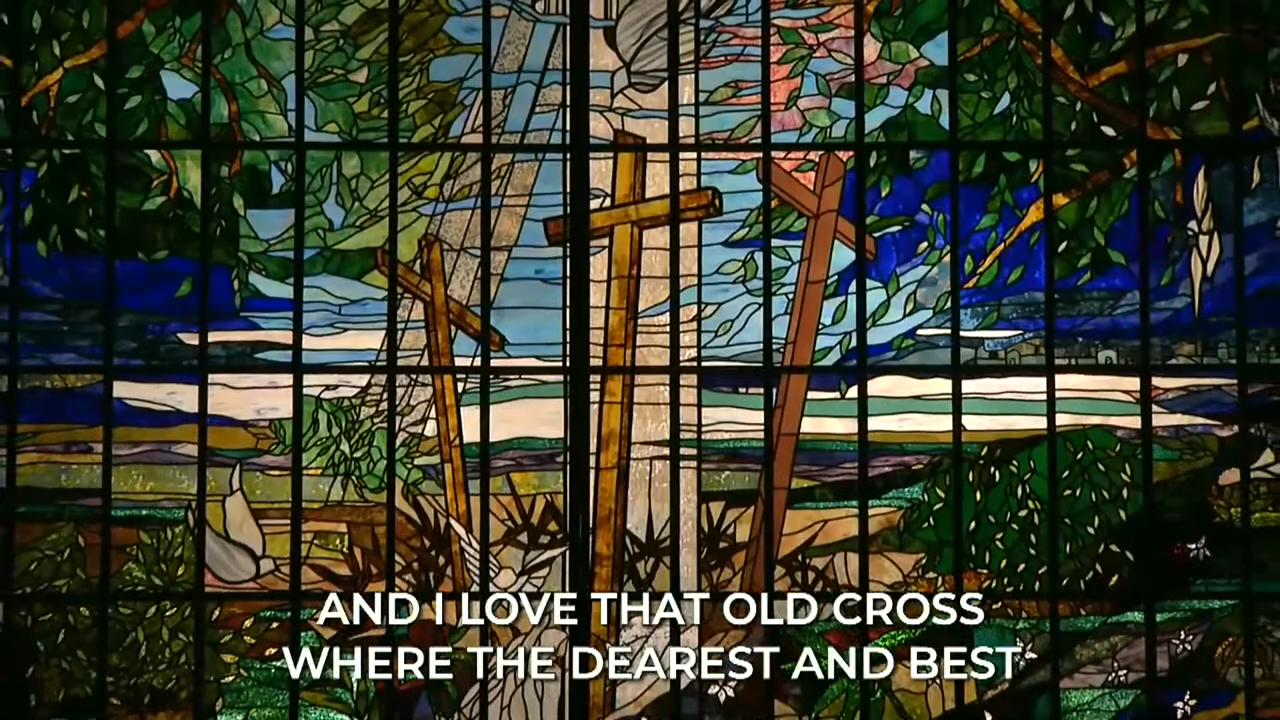 AND I LOVE THAT OLD CROSS
WHERE THE DEAREST AND BEST